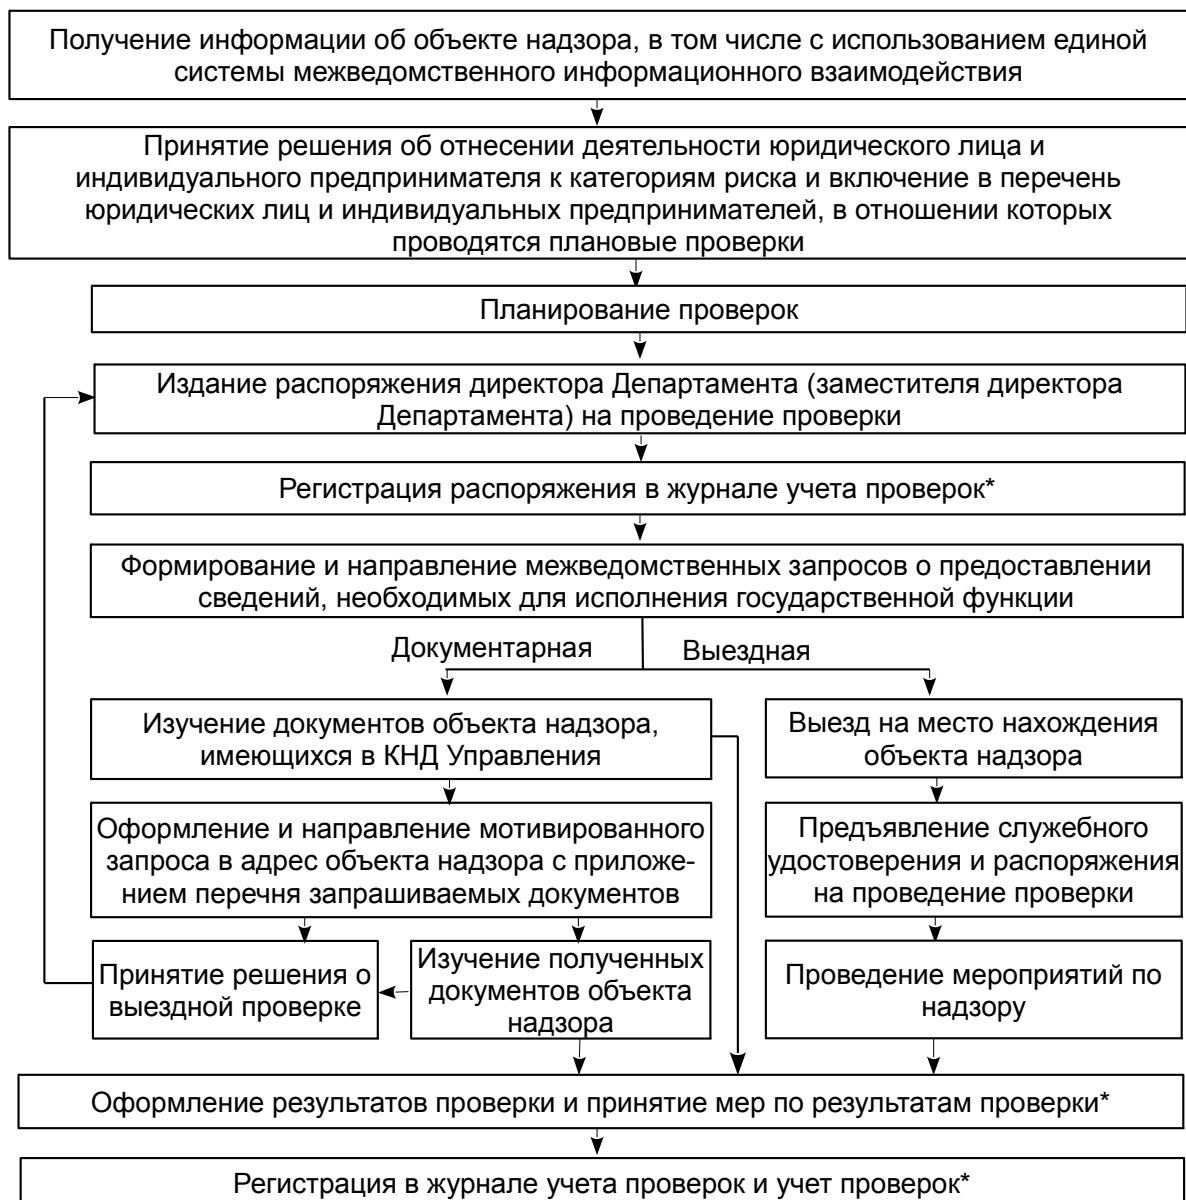 Получение информации об объекте надзора, в том числе с использованием единой
системы межведомственного информационного взаимодействия
Принятие решения об отнесении деятельности юридического лица и
индивидуального предпринимателя к категориям риска и включение в перечень
юридических лиц и индивидуальных предпринимателей, в отношении которых
проводятся плановые проверки
Планирование проверок
Издание распоряжения директора Департамента (заместителя директора
Департамента) на проведение проверки
Регистрация распоряжения в журнале учета проверок*
Формирование и направление межведомственных запросов о предоставлении
сведений, необходимых для исполнения государственной функции
Документарная
Выездная
Изучение документов объекта надзора,
имеющихся в КНД Управления
Выезд на место нахождения
объекта надзора
Оформление и направление мотивированного
запроса в адрес объекта надзора с приложе-
нием перечня запрашиваемых документов
Предъявление служебного
удостоверения и распоряжения
на проведение проверки
Принятие решения о
выездной проверке
Изучение полученных
документов объекта
надзора
Проведение мероприятий по
надзору
Оформление результатов проверки и принятие мер по результатам проверки*
Регистрация в журнале учета проверок и учет проверок*